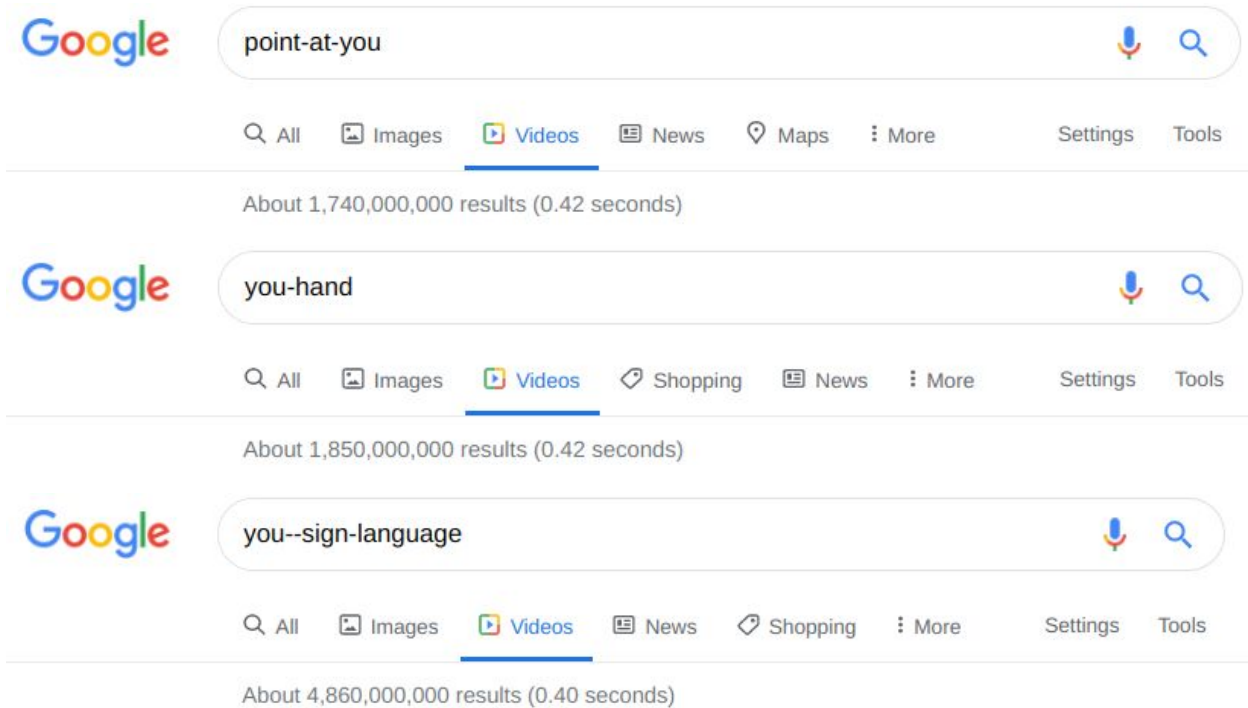 Google point-at-you
All Images Videos News Maps More Settings Tools
About 1,740,000,000 results (0.42 seconds)
Google you-hand
All Images Videos Shopping News More Settings Tools
About 1,850,000,000 results (0.42 seconds)
Google you--sign-language
All Images Videos News Shopping More Settings Tools
About 4,860,000,000 results (0.40 seconds)